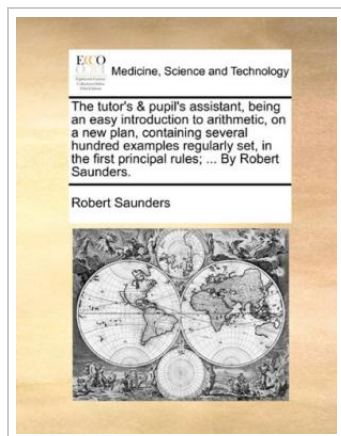 ECCO
Medicine, Science and Technology
The tutor's & pupil's assistant, being
an easy introduction to arithmetic, on
a new plan, containing several
hundred examples regularly set, in
the first principal rules; ... By Robert
Saunders.
Robert Saunders